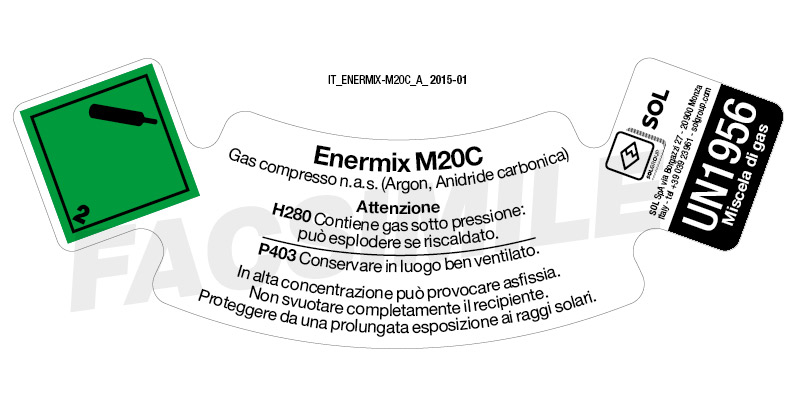 IT_ENERMIX-M20C_A_ 2015-01
2
Enermix M20C
Gas compresso n.a.s. (Argon, Anidride carbonica)
Attenzione
H280 Contiene gas sotto pressione:
può esplodere se riscaldato.
P403 Conservare in luogo ben ventilato.
In alta concentrazione può provocare asfissia.
Non svuotare completamente il recipiente.
Proteggere da una prolungata esposizione ai raggi solari.
FACSIMILE
SOL
SOLGROUP
SOL SpA via Borgazzi 27 - 20900 Monza
Italy - tel +39 039 23961 - solgroup.com
UN1956
Miscela di gas